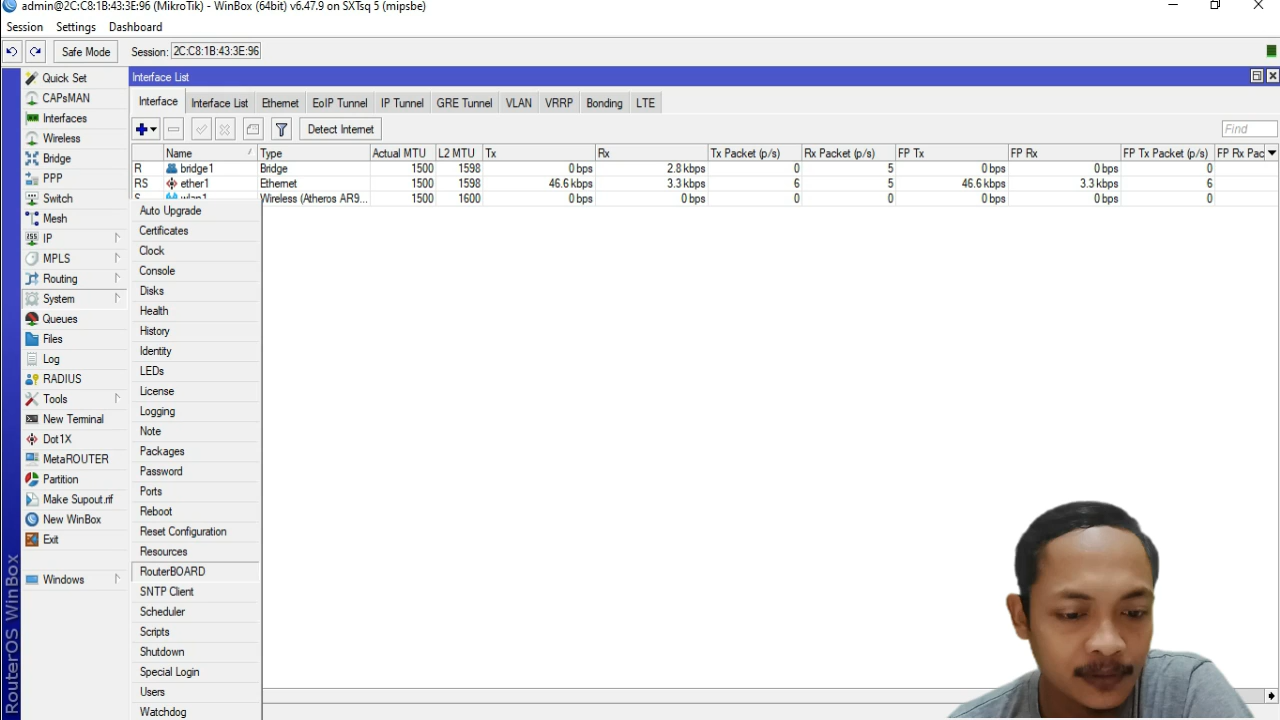 admin@2C:C8:1B:43:3E:96 (MikroTik) - WinBox (64bit) v6.47.9 on SXTsq (mipsbe)
Session Settings Dashboard
Safe Mode Session: 2C:C8:1B:43:3E:96
Quick Set
CAPsMAN
Interfaces
Wireless
Bridge
PPP
Switch
Mesh
IP
MPLS
Routing
System
Queues
Files
Log
RADIUS
Tools
New Terminal
Dot1X
MetaROUTER
Partition
Make Supout.rif
New WinBox
Exit
Windows
RouterOS WinBox
Interface List
Interface Interface List Ethernet EoIP Tunnel IP Tunnel GRE Tunnel VLAN VRRP Bonding LTE
Detect Internet Find
Name Type Actual MTU L2 MTU Tx Rx Tx Packet (p/s) Rx Packet (p/s) FP Tx FP Rx FP Tx Packet (p/s) FP Rx Pac
R bridge1 Bridge 1500 1598 0 bps 2.8 kbps 0 5 0 bps 0 bps 0
RS ether1 Ethernet 1500 1598 46.6 kbps 3.3 kbps 6 5 46.6 kbps 3.3 kbps 6
S wlan1 Wireless (Atheros AR9... 1500 1600 0 bps 0 bps 0 0 0 bps 0 bps 0
Auto Upgrade
Certificates
Clock
Console
Disks
Health
History
Identity
LEDs
License
Logging
Note
Packages
Password
Ports
Reboot
Reset Configuration
Resources
RouterBOARD
SNTP Client
Scheduler
Scripts
Shutdown
Special Login
Users
Watchdog